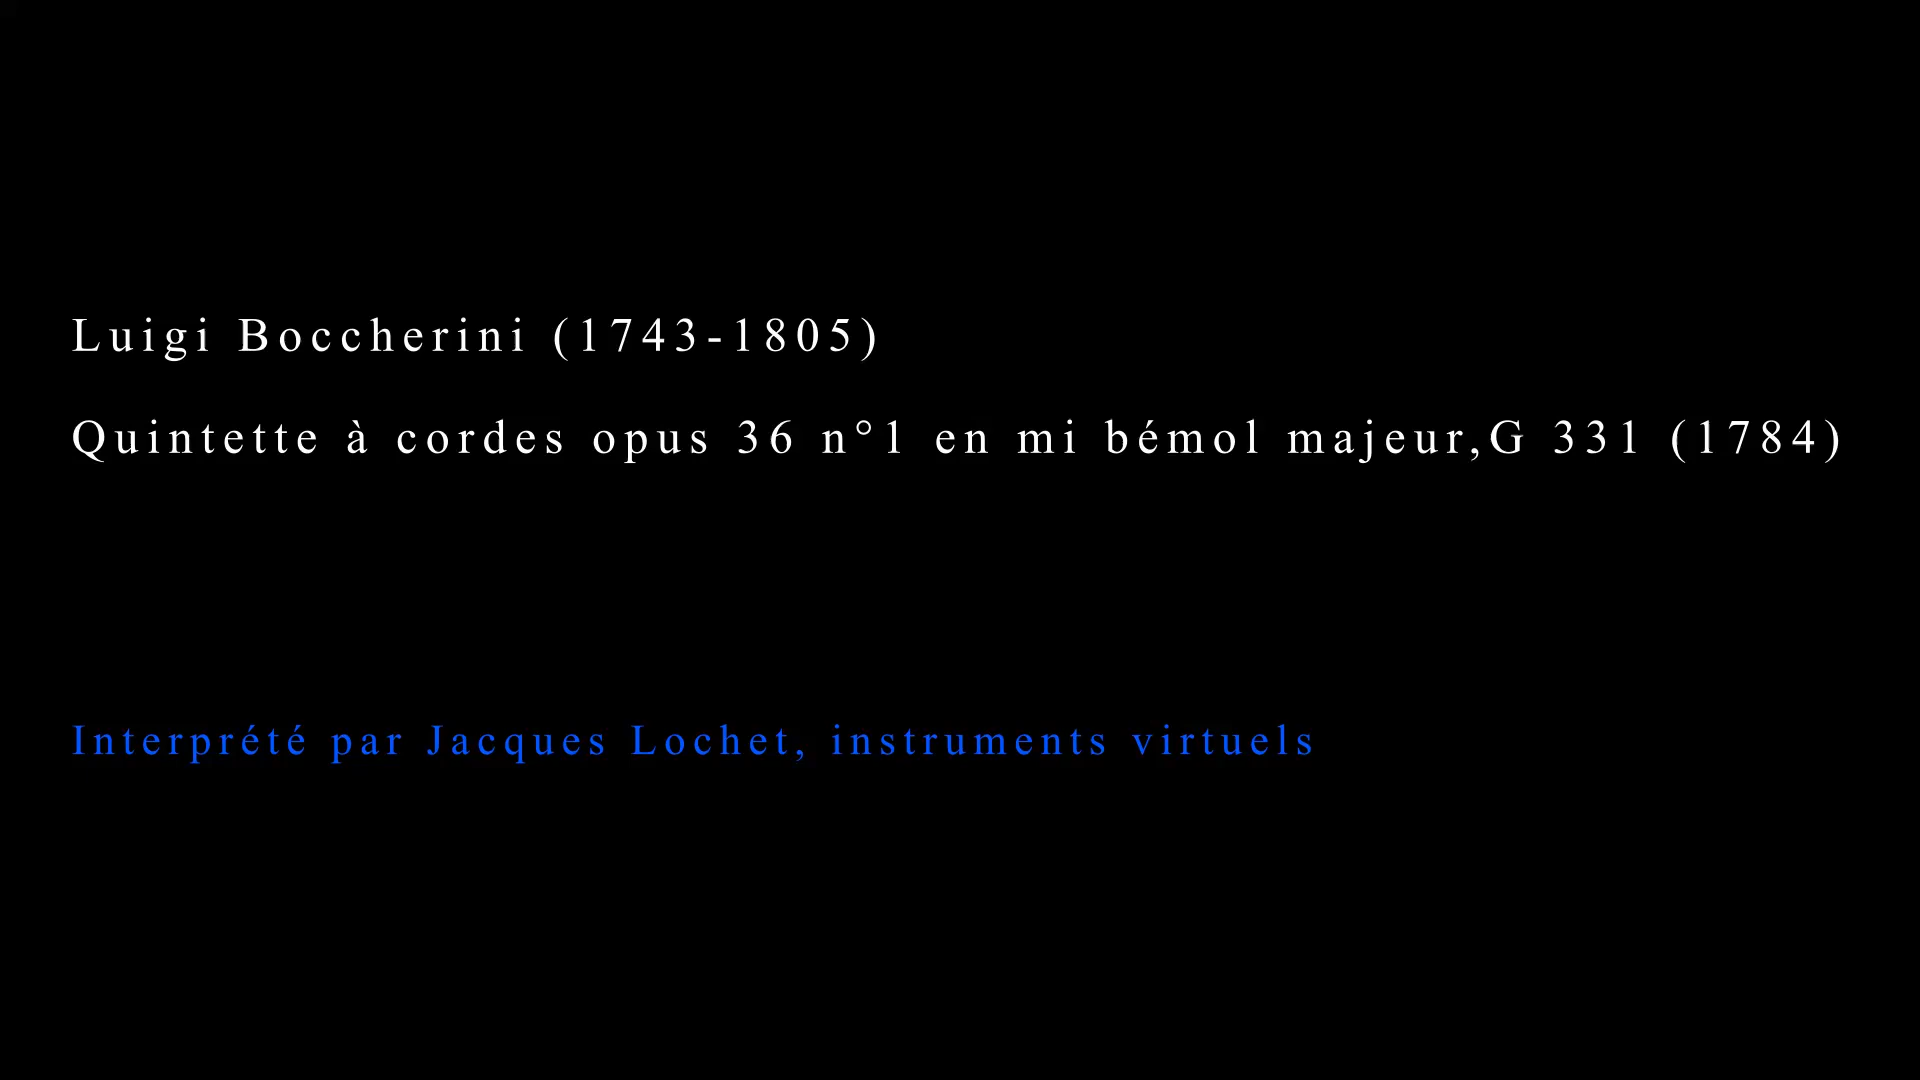 Luigi Boccherini (1743-1805)
Quintette à cordes opus 36 n°1 en mi bémol majeur,G 331 (1784)
Interprété par Jacques Lochet, instruments virtuels